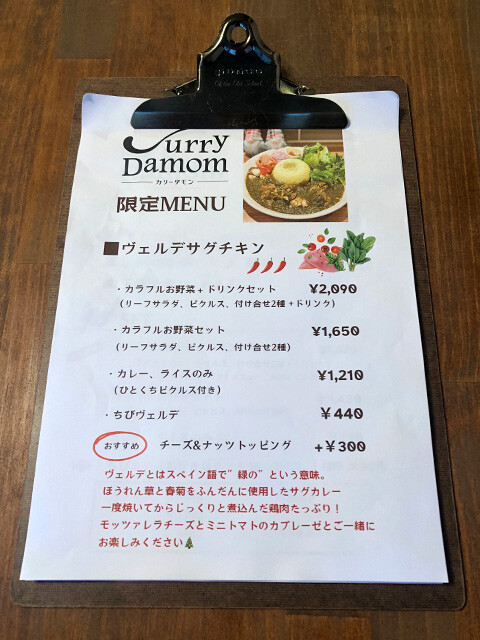 Curry
Damom
カリーダモン
限定MENU
■ヴェルデサグチキン
・カラフルお野菜+ドリンクセット ¥2,090
(リーフサラダ、ピクルス、付け合せ2種+ドリンク)
・カラフルお野菜セット ¥1,650
(リーフサラダ、ピクルス、付け合せ2種)
・カレー、ライスのみ ¥1,210
(ひとくちピクルス付き)
・ちびヴェルデ ¥440
おすすめ チーズ&ナッツトッピング +¥300
ヴェルデとはスペイン語で"緑の"という意味。
ほうれん草と春菊をふんだんに使用したサグカレー
一度焼いてからじっくりと煮込んだ鶏肉たっぷり！
モッツァレラチーズとミニトマトのカプレーゼとご一緒に
お楽しみください🎄